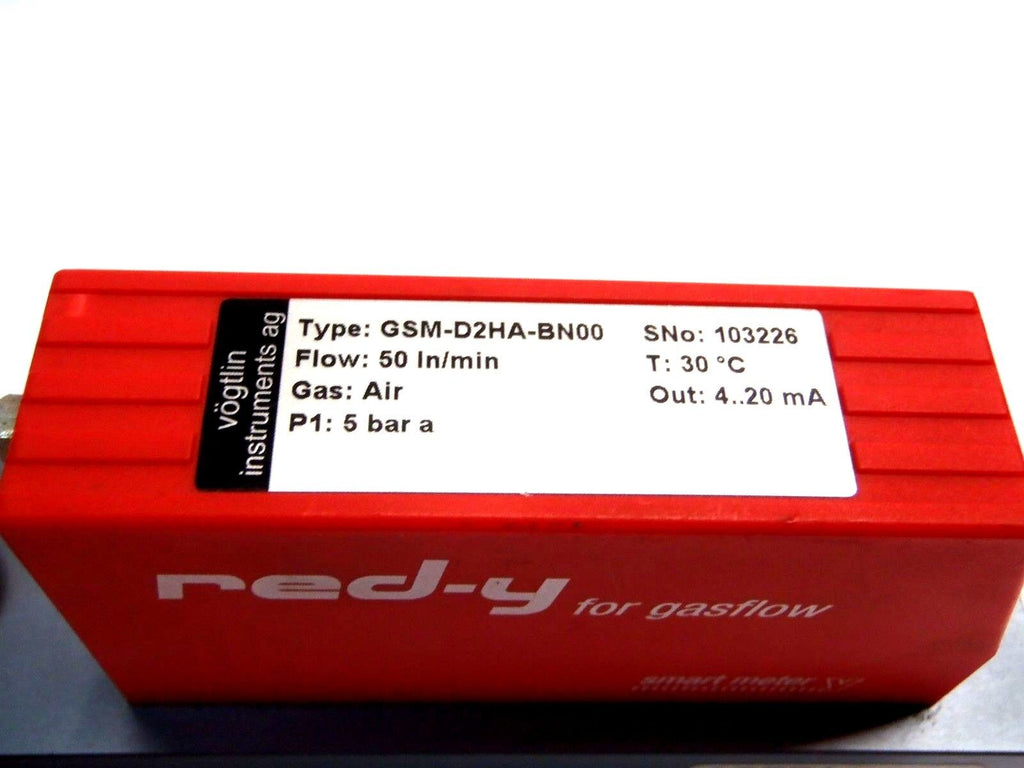 vögtlin
instruments ag
Type: GSM-D2HA-BN00 SNo: 103226
Flow: 50 ln/min T: 30 °C
Gas: Air Out: 4..20 mA
P1: 5 bar a
red-y for gasflow
smart meter